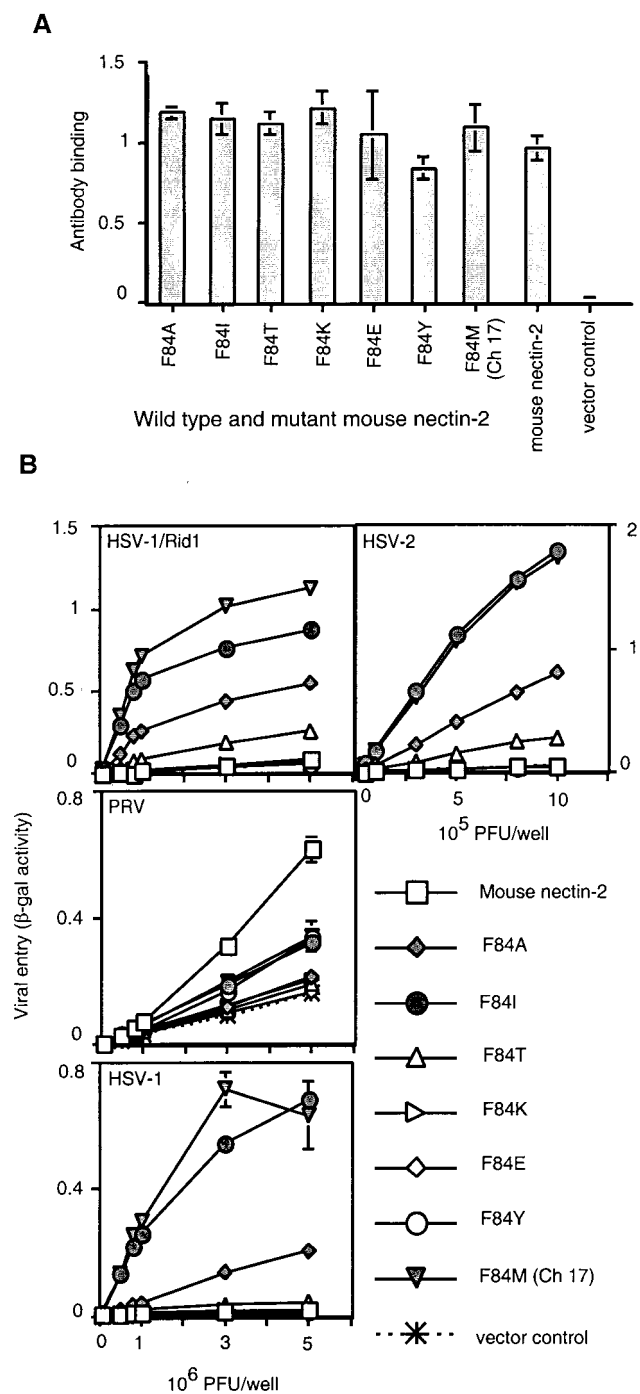 A
1.5
1
0.5
0
Antibody binding
F84A
F84I
F84T
F84K
F84E
F84Y
F84M
(Ch 17)
mouse nectin-2
vector control
Wild type and mutant mouse nectin-2
B
1.5
1
0.5
0
HSV-1/Rid1
HSV-2
2
1
0
0
5
10
10⁵ PFU/well
0.8
0.4
0
PRV
Viral entry (β-gal activity)
0.8
0.4
0
HSV-1
0
1
3
5
10⁶ PFU/well
Mouse nectin-2
F84A
F84I
F84T
F84K
F84E
F84Y
F84M (Ch 17)
vector control